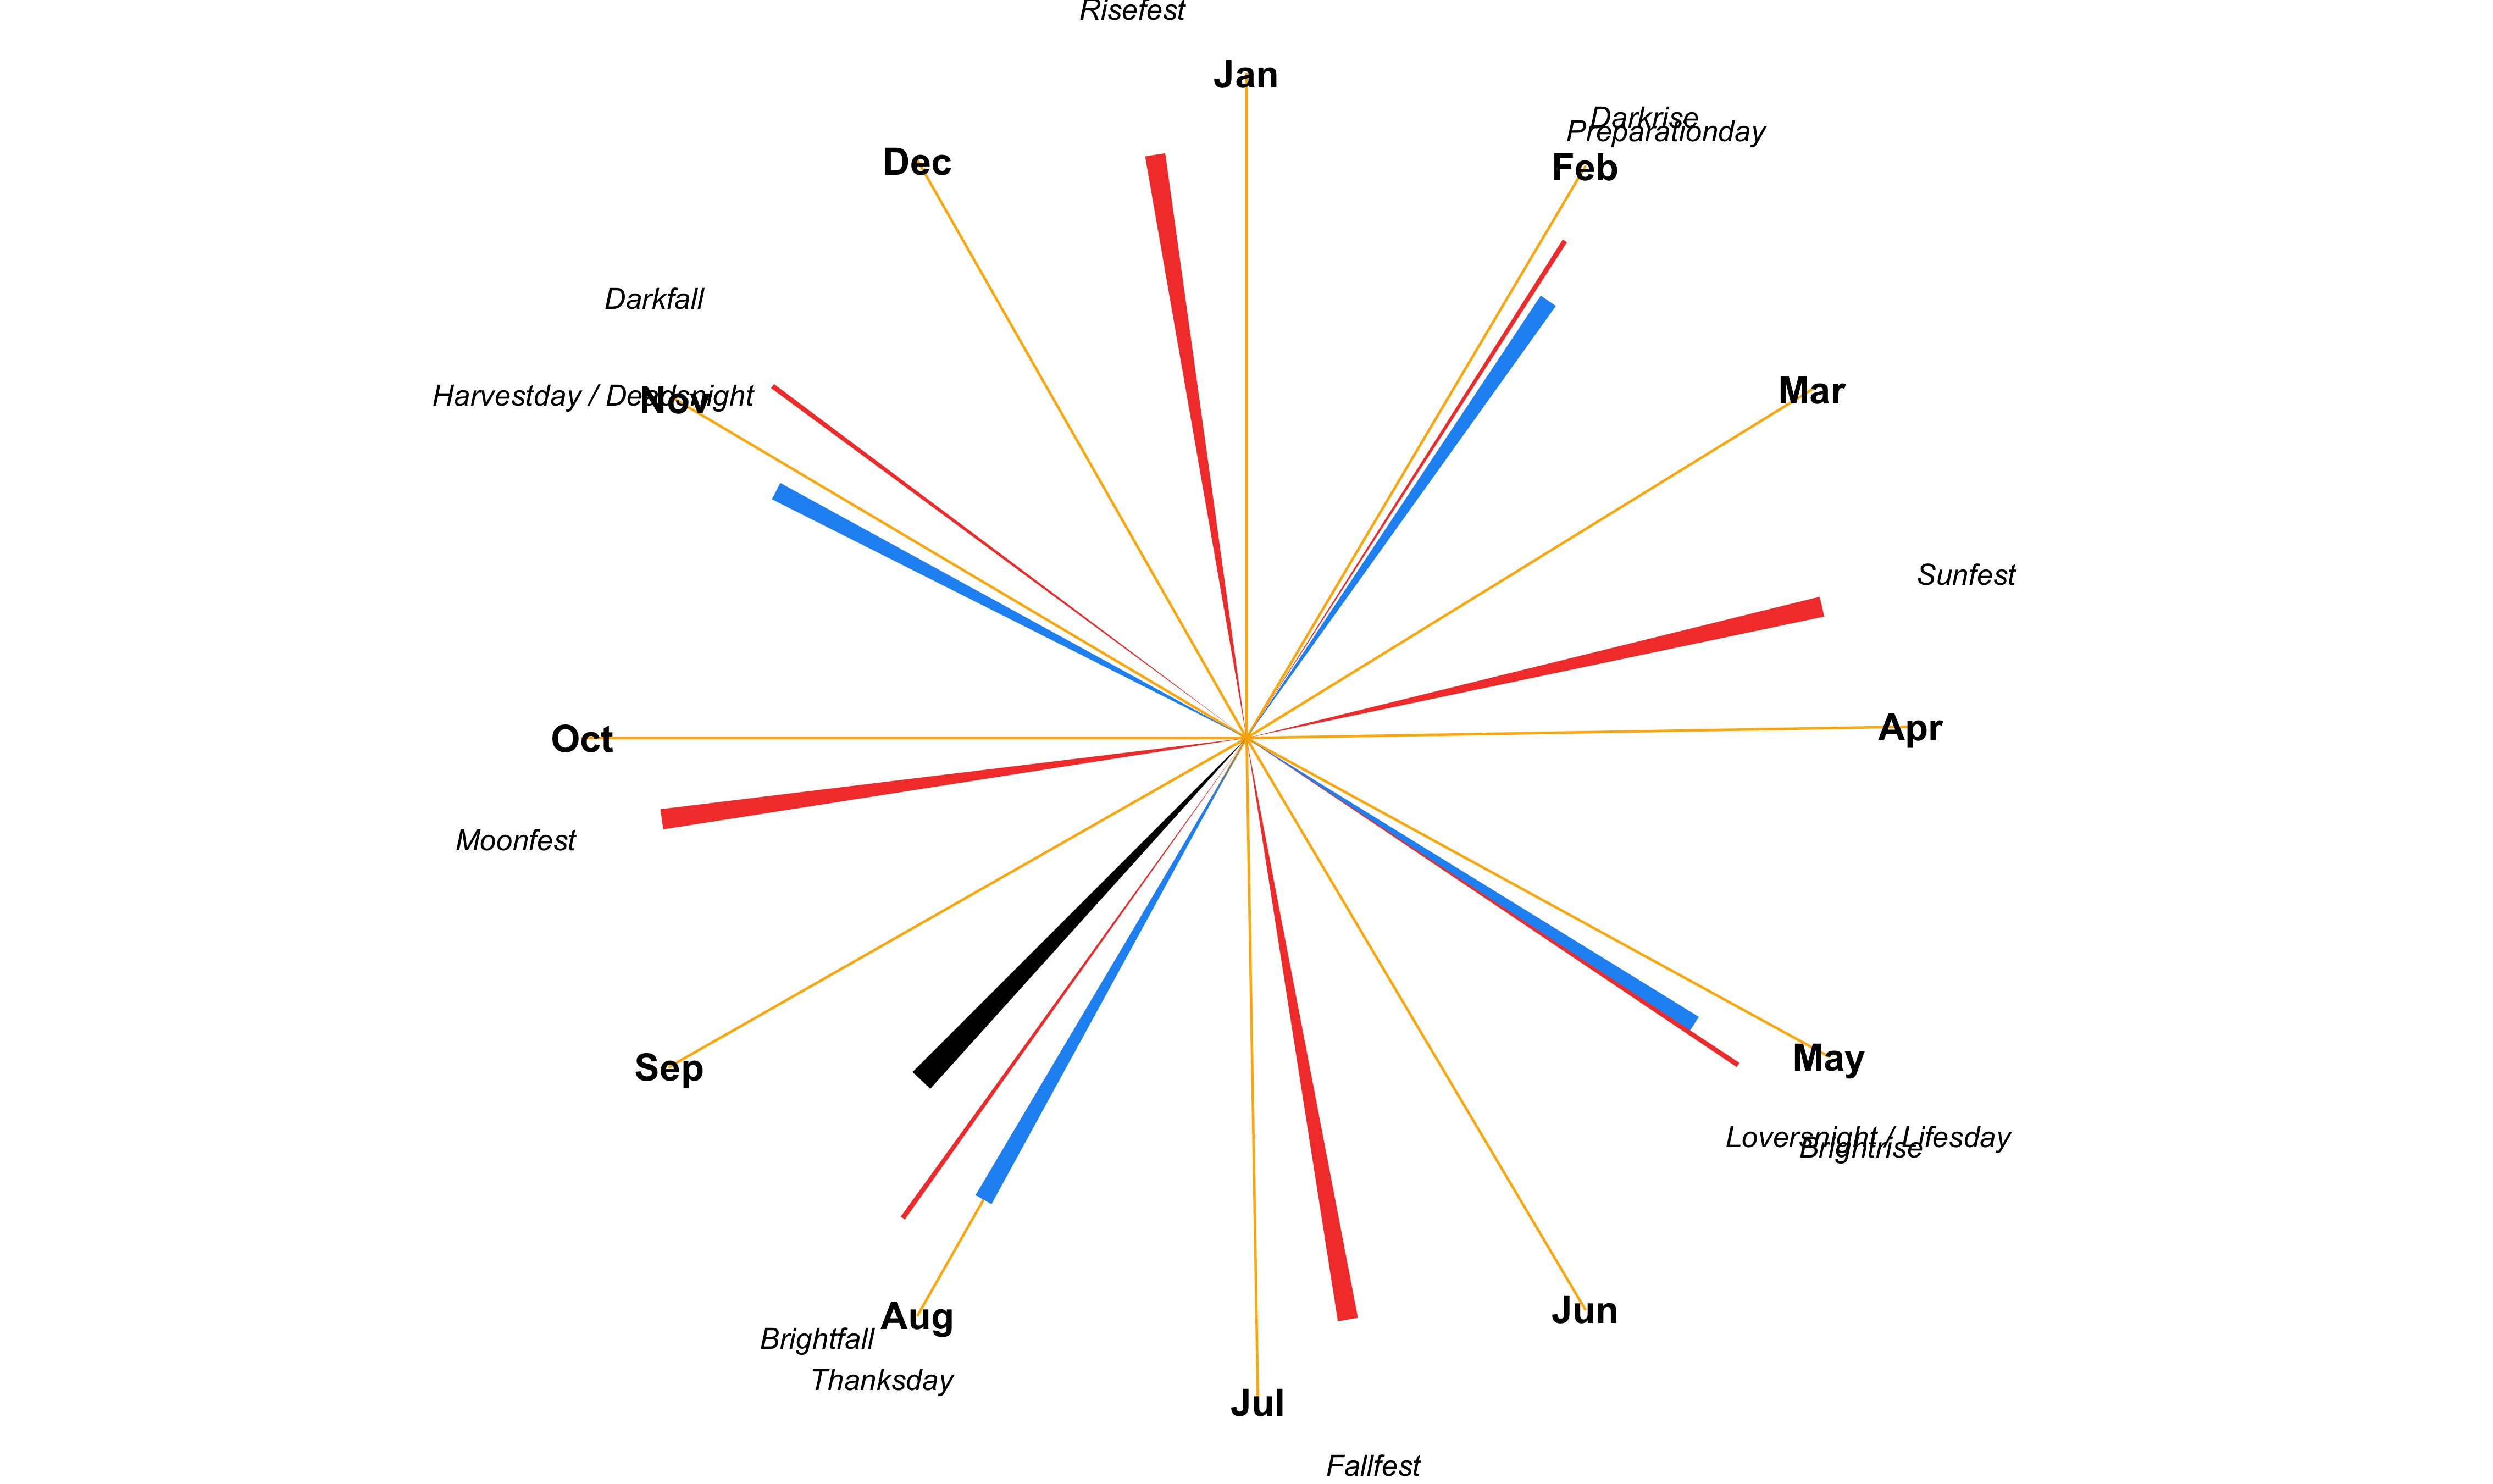 Risefest
Jan
Darkrise
Preparationday
Dec
Feb
Darkfall
Mar
Harvestday / Deadsnight
Nov
Sunfest
Apr
Oct
Moonfest
May
Sep
Loversnight / Lifesday
Brightrise
Jun
Aug
Brightfall
Thanksday
Jul
Fallfest